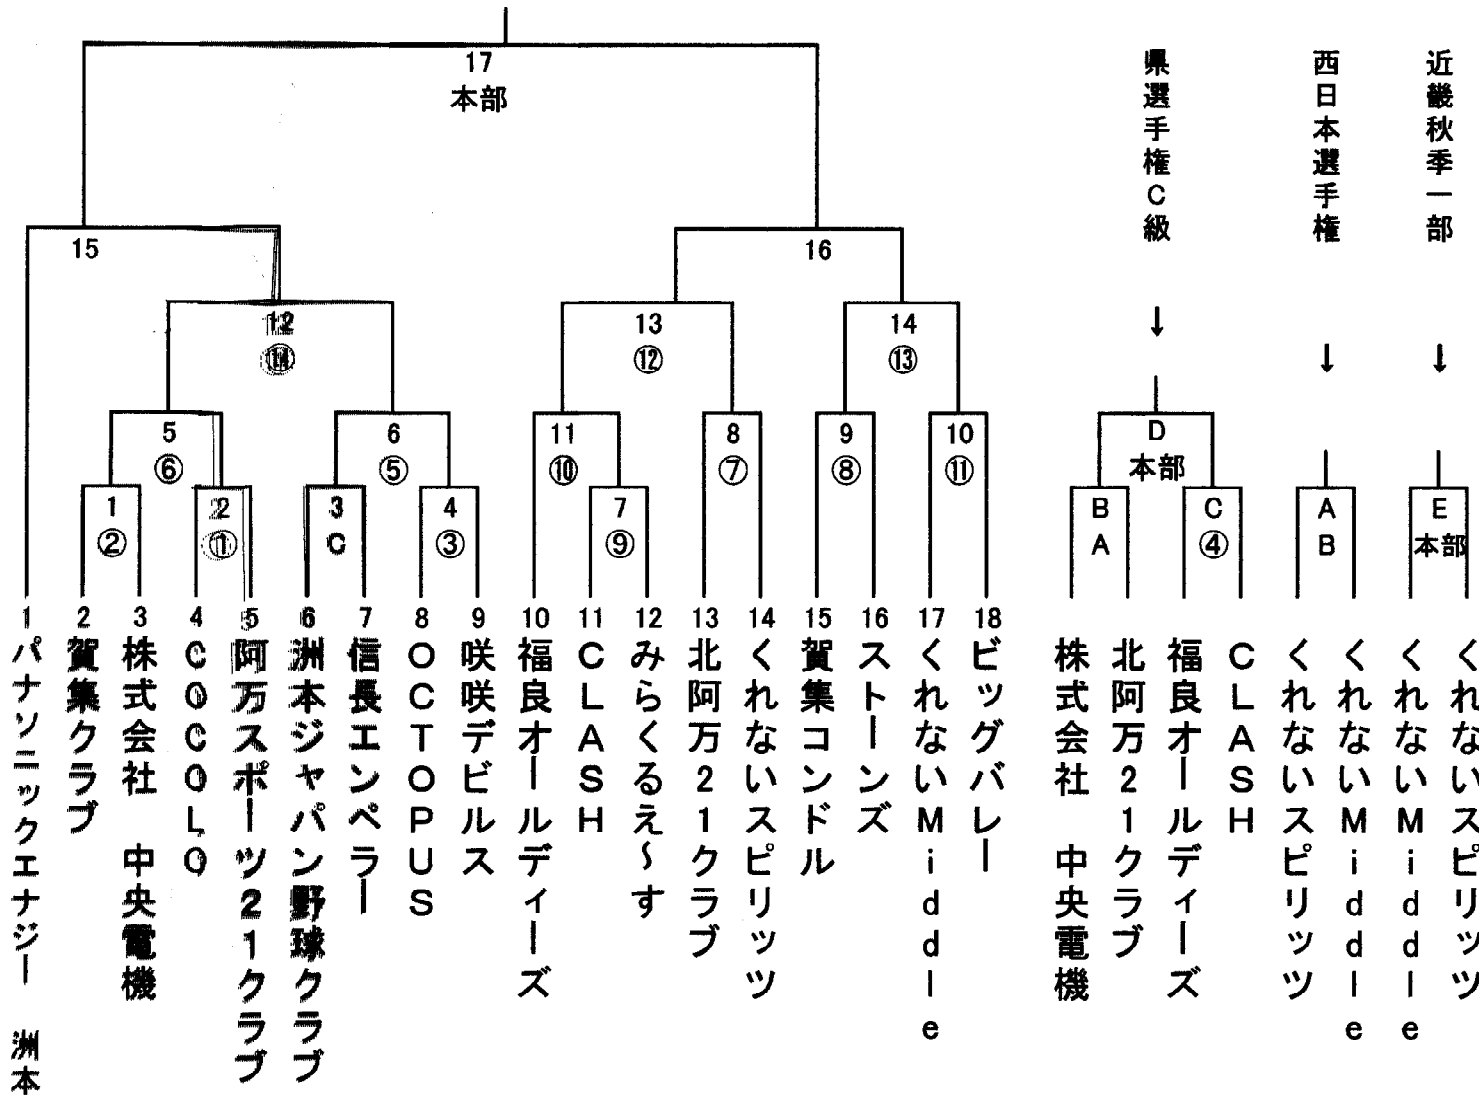 17
本部
県選手権C級
西日本選手権
近畿秋季一部
↓
↓
↓
15
16
12
⑭
13
⑫
14
⑬
5
⑥
6
⑤
11
⑩
8
⑦
9
⑧
10
⑪
D
本部
1
②
2
①
3
C
4
③
7
⑨
B
A
C
④
A
B
E
本部
1 パナソニックエナジー 洲本
2 賀集クラブ
3 株式会社 中央電機
4 COCOLO
5 阿万スポーツ21クラブ
6 洲本ジャパン野球クラブ
7 信長エンペラー
8 OCTOPUS
9 咲咲デビルス
10 福良オールディーズ
11 CLASH
12 みらくるえ~す
13 北阿万21クラブ
14 くれないスピリッツ
15 賀集コンドル
16 ストーンズ
17 くれないMiddle
18 ビッグバレー
株式会社 中央電機
北阿万21クラブ
福良オールディーズ
CLASH
くれないスピリッツ
くれないMiddle
くれないMiddle
くれないスピリッツ